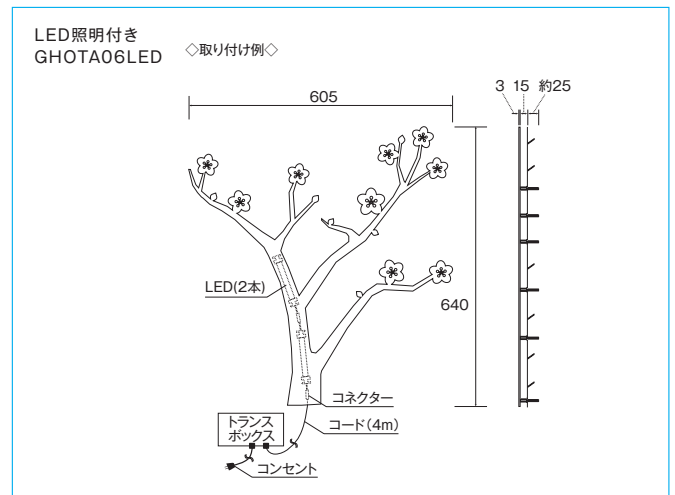 LED照明付き
GHOTA06LED
◇取り付け例◇
605
3 15 約25
LED(2本)
640
コネクター
トランス
ボックス
コード(4m)
コンセント